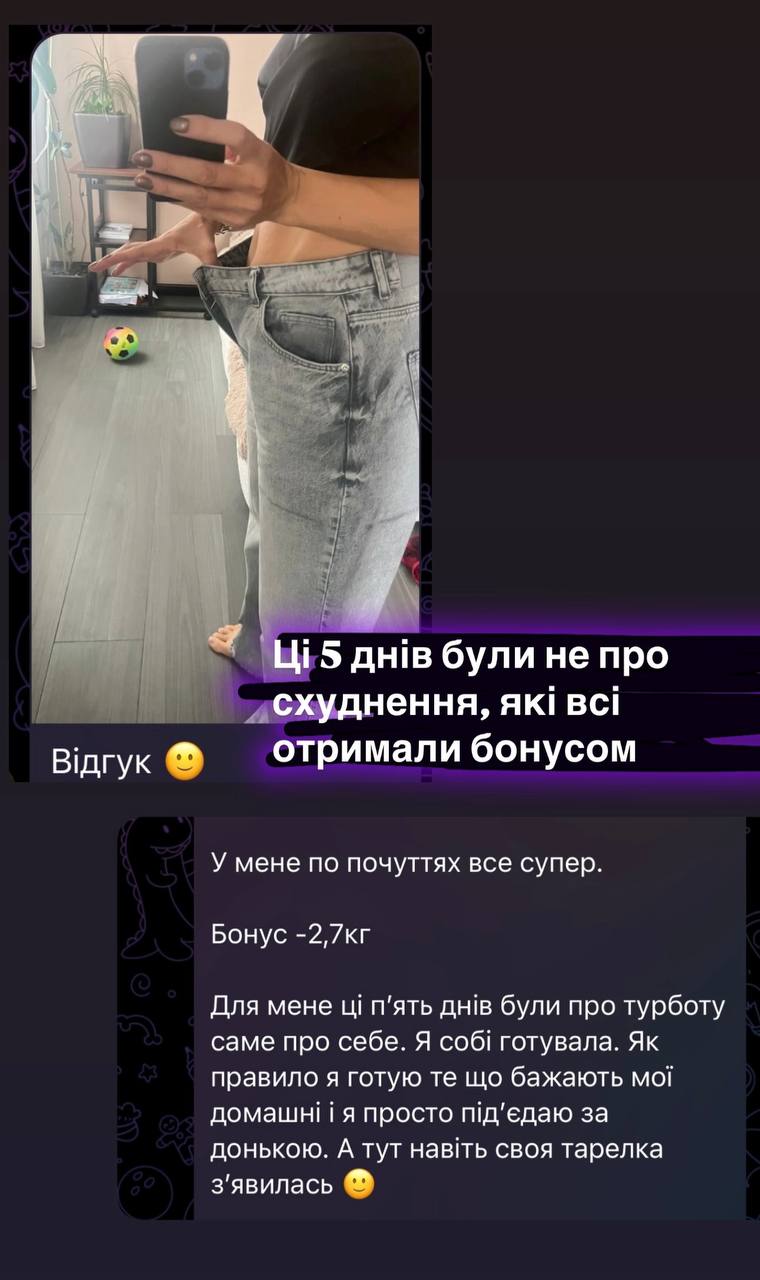 Ці 5 днів були не про
схуднення, які всі
отримали бонусом
Відгук 🙂
У мене по почуттях все супер.
Бонус -2,7кг
Для мене ці п’ять днів були про турботу
саме про себе. Я собі готувала. Як
правило я готую те що бажають мої
домашні і я просто під’єдаю за
донькою. А тут навіть своя тарелка
з’явилась 🙂